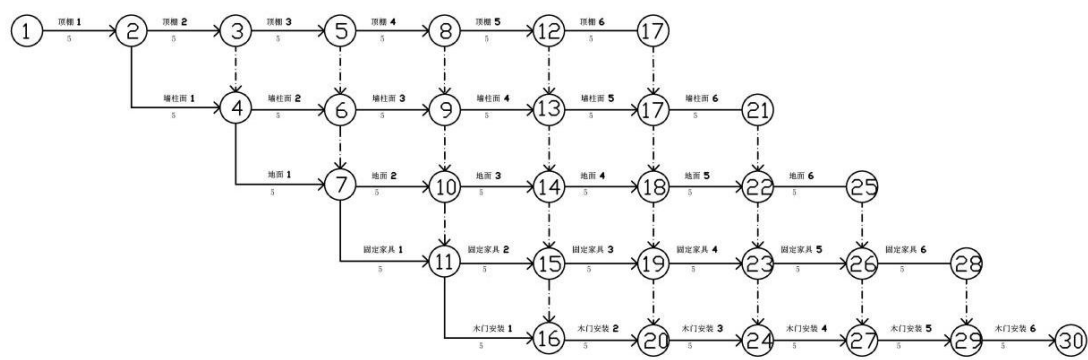 顶棚 1 顶棚 2 顶棚 3 顶棚 4 顶棚 5 顶棚 6
1 2 3 5 8 12 17
5 5 5 5 5 5
墙柱面 1 墙柱面 2 墙柱面 3 墙柱面 4 墙柱面 5 墙柱面 6
4 6 9 13 17 21
5 5 5 5 5 5
地面 1 地面 2 地面 3 地面 4 地面 5 地面 6
7 10 14 18 22 25
5 5 5 5 5 5
固定家具 1 固定家具 2 固定家具 3 固定家具 4 固定家具 5 固定家具 6
11 15 19 23 26 28
5 5 5 5 5 5
木门安装 1 木门安装 2 木门安装 3 木门安装 4 木门安装 5 木门安装 6
16 20 24 27 29 30
5 5 5 5 5 5